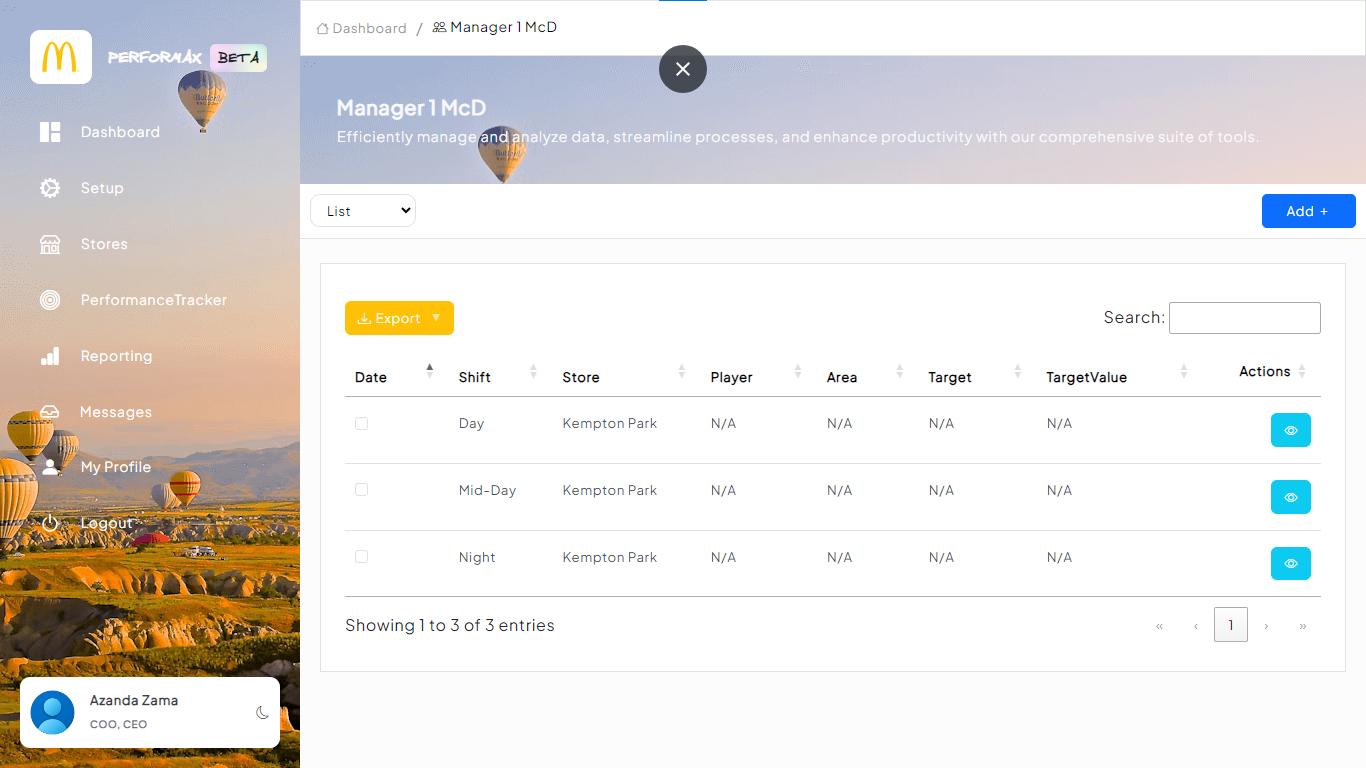 PERFORMAX BETA
Dashboard
Setup
Stores
PerformanceTracker
Reporting
Messages
My Profile
Logout
Azanda Zama
COO, CEO
Dashboard / Manager 1 McD
Manager 1 McD
Efficiently manage and analyze data, streamline processes, and enhance productivity with our comprehensive suite of tools.
List
Add +
Export
Search:
Date Shift Store Player Area Target TargetValue Actions
Day Kempton Park N/A N/A N/A N/A
Mid-Day Kempton Park N/A N/A N/A N/A
Night Kempton Park N/A N/A N/A N/A
Showing 1 to 3 of 3 entries
« ‹ 1 › »